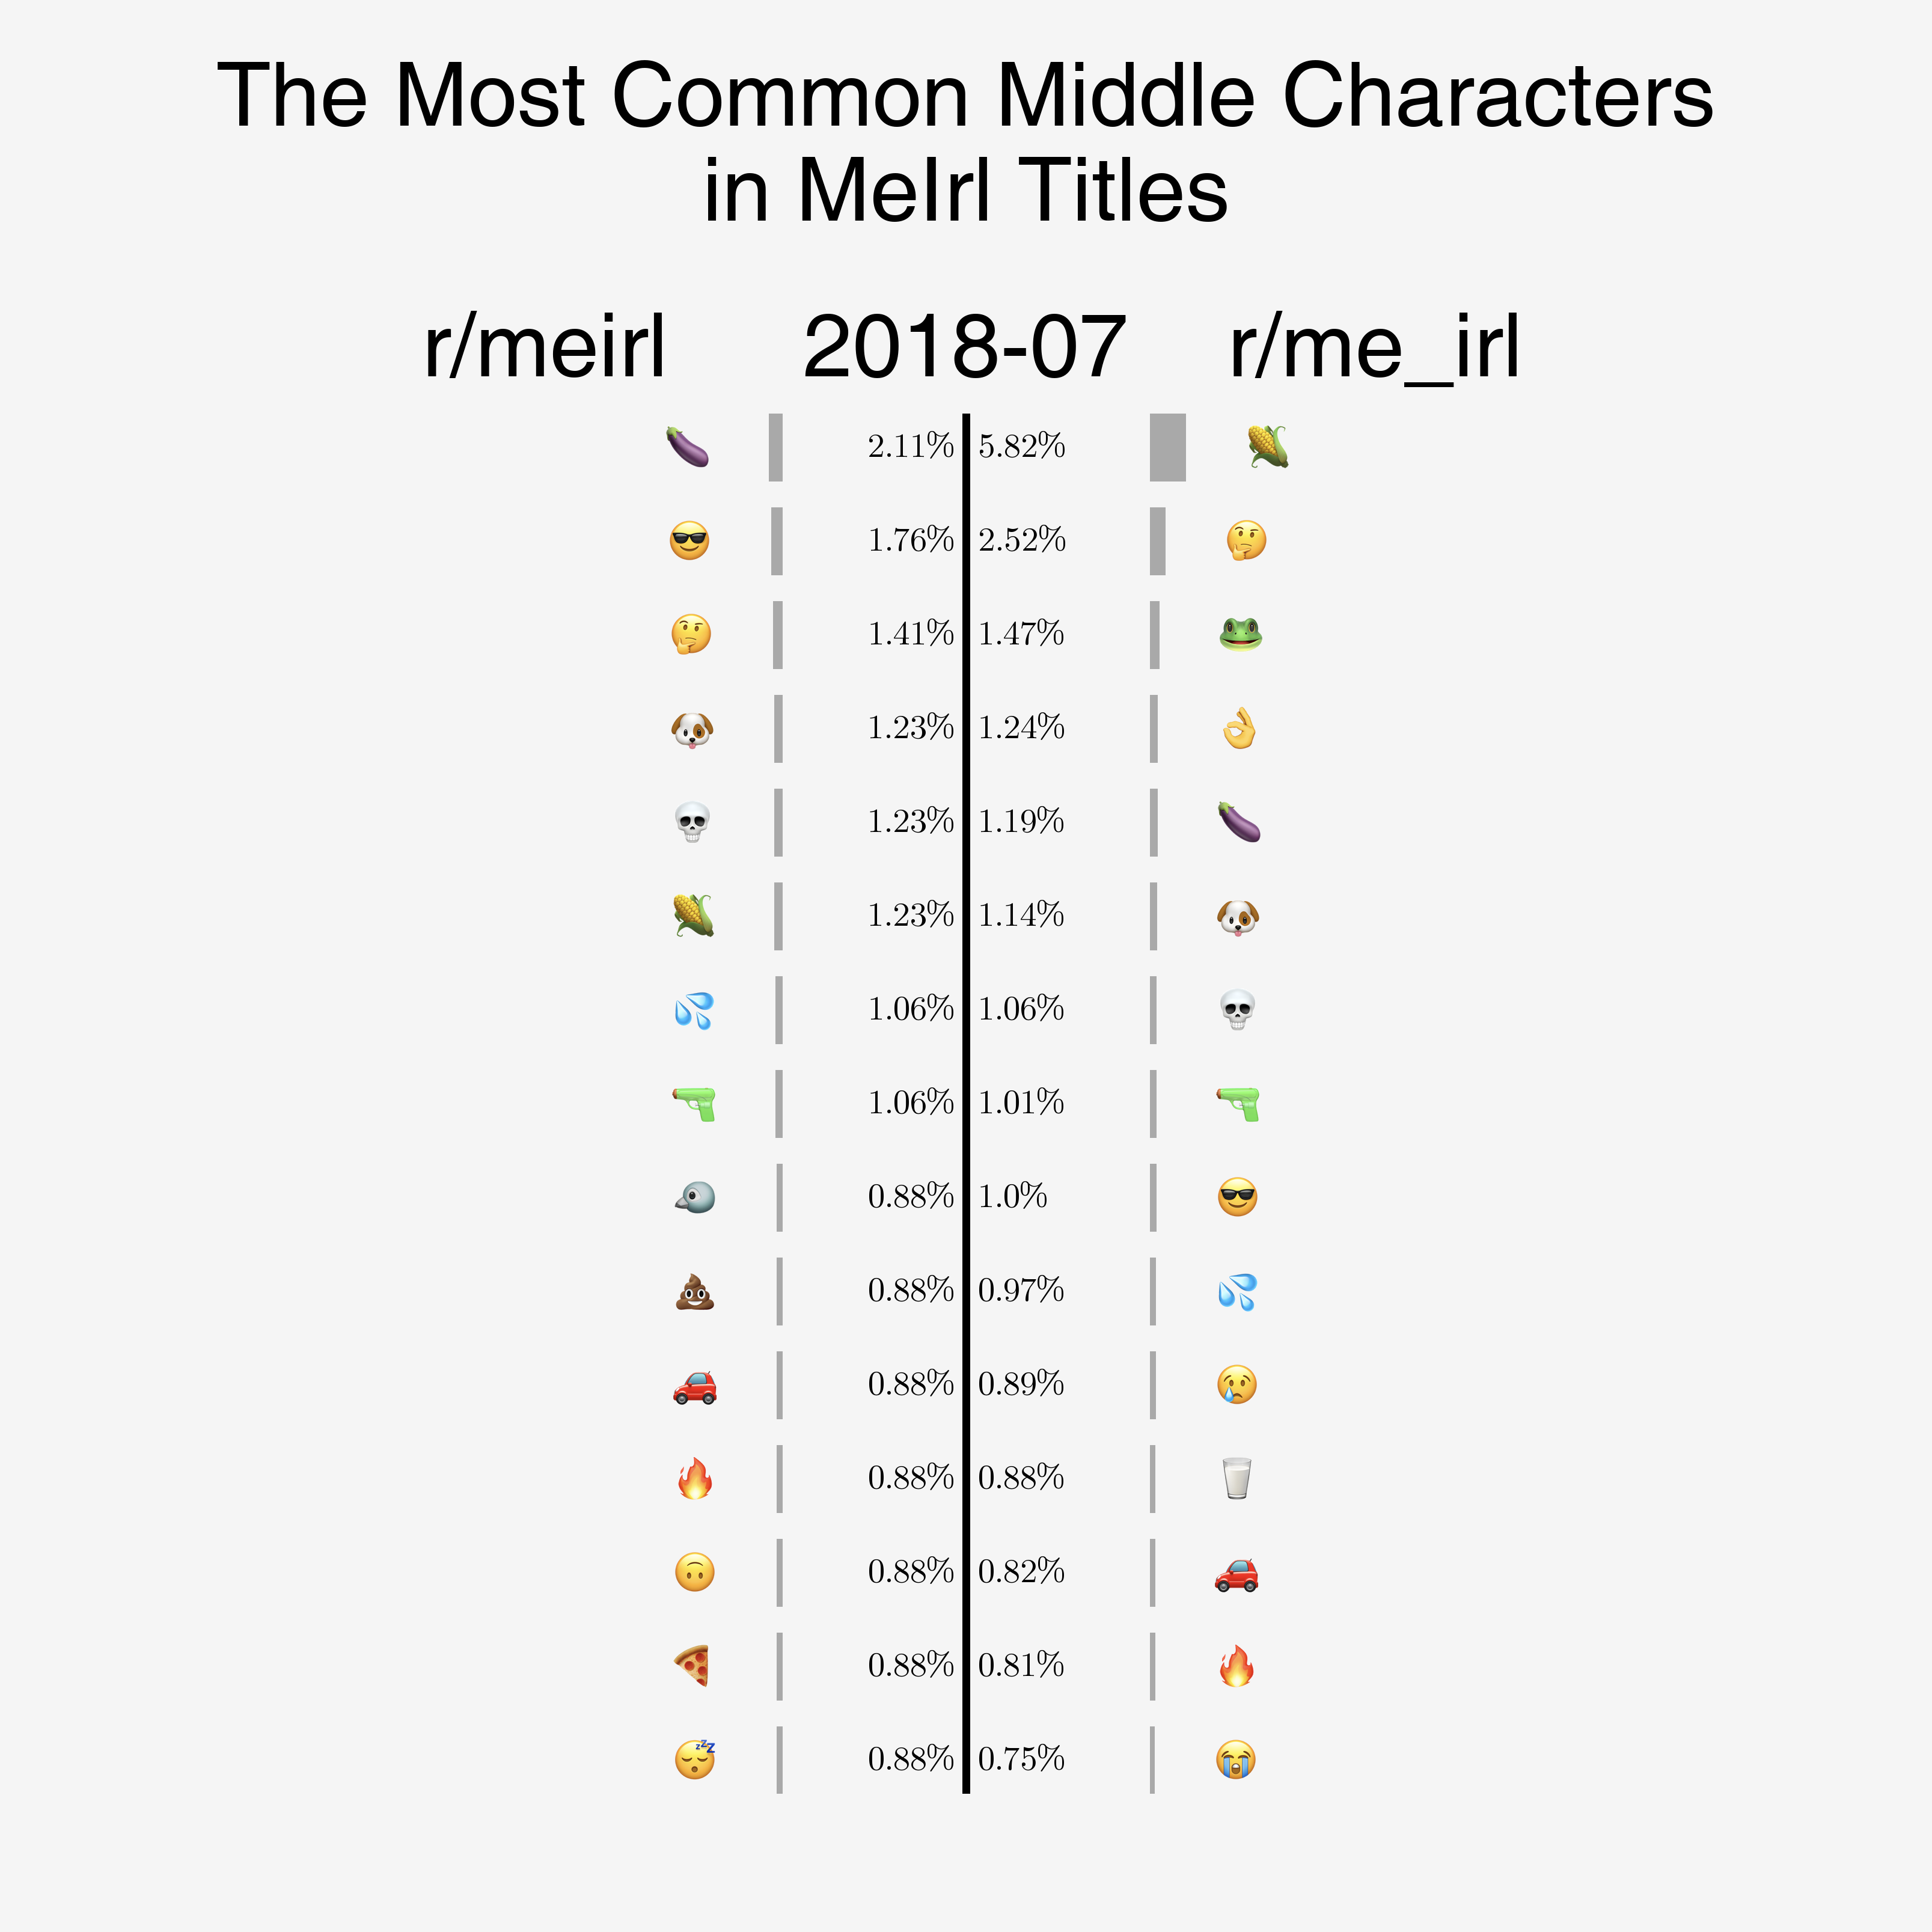 The Most Common Middle Characters
in MeIrl Titles
r/meirl 2018-07 r/me_irl
🍆 2.11% 5.82% 🌽
😎 1.76% 2.52% 🤔
🤔 1.41% 1.47% 🐸
🐶 1.23% 1.24% 👌
💀 1.23% 1.19% 🍆
🌽 1.23% 1.14% 🐶
💦 1.06% 1.06% 💀
🔫 1.06% 1.01% 🔫
🐦 0.88% 1.0% 😎
💩 0.88% 0.97% 💦
🚗 0.88% 0.89% 😢
🔥 0.88% 0.88% 🥛
🙃 0.88% 0.82% 🚗
🍕 0.88% 0.81% 🔥
😴 0.88% 0.75% 😭